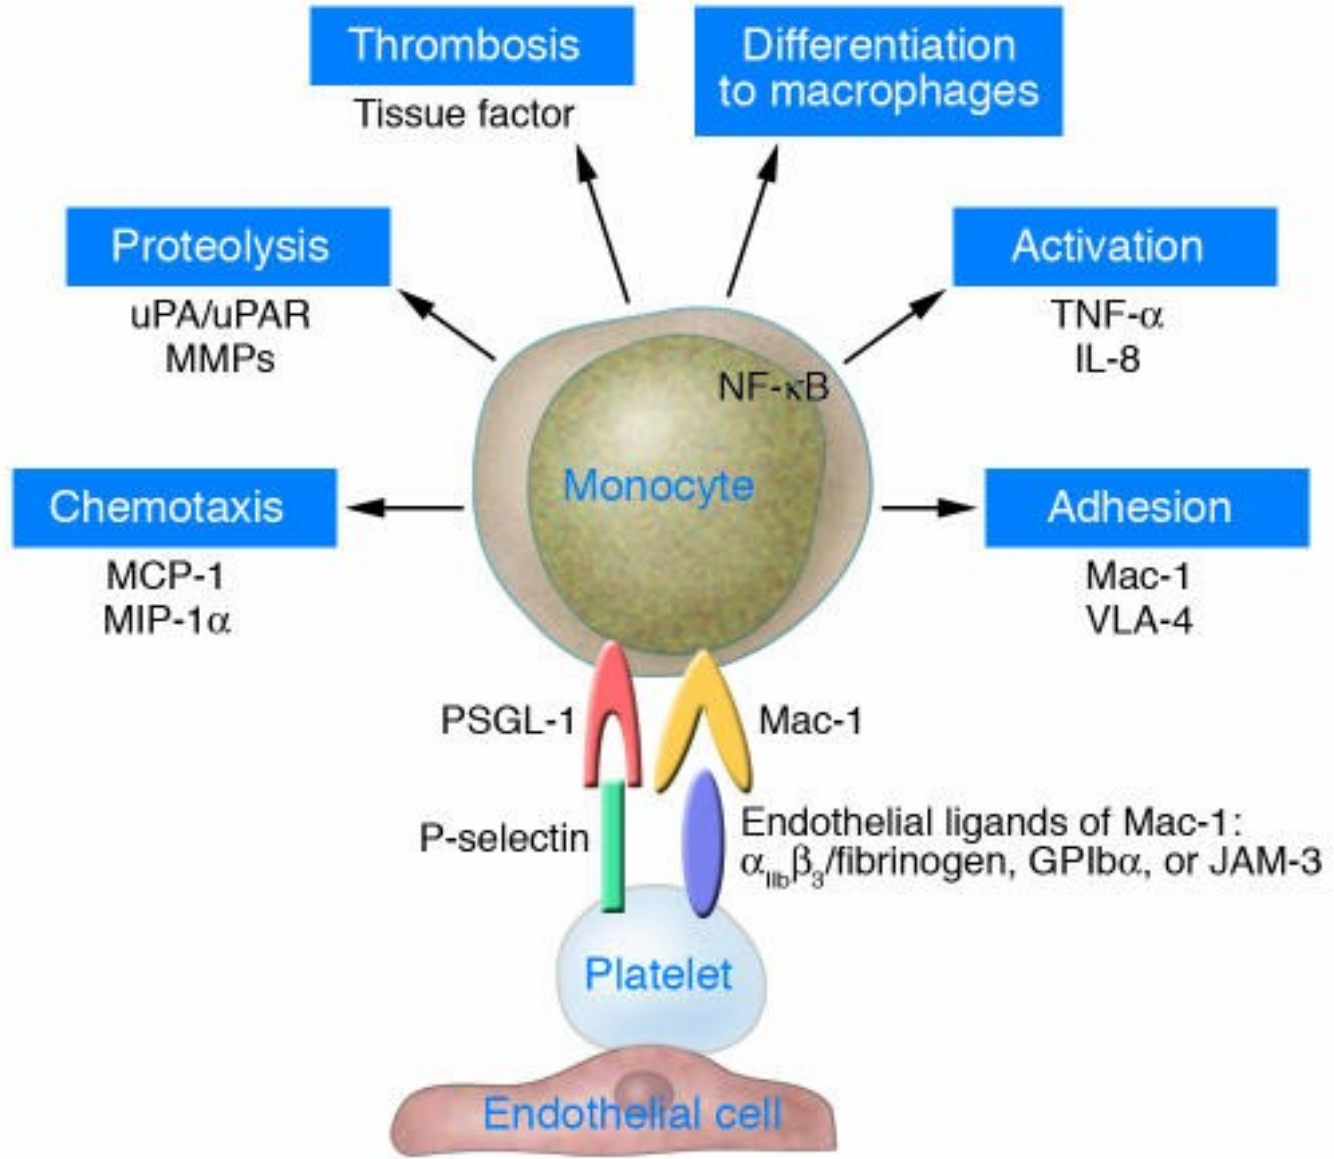 Thrombosis
Tissue factor
Differentiation
to macrophages
Proteolysis
uPA/uPAR
MMPs
Activation
TNF-α
IL-8
NF-κB
Monocyte
Chemotaxis
MCP-1
MIP-1α
Adhesion
Mac-1
VLA-4
PSGL-1
Mac-1
P-selectin
Endothelial ligands of Mac-1:
αIIbβ3/fibrinogen, GPIbα, or JAM-3
Platelet
Endothelial cell